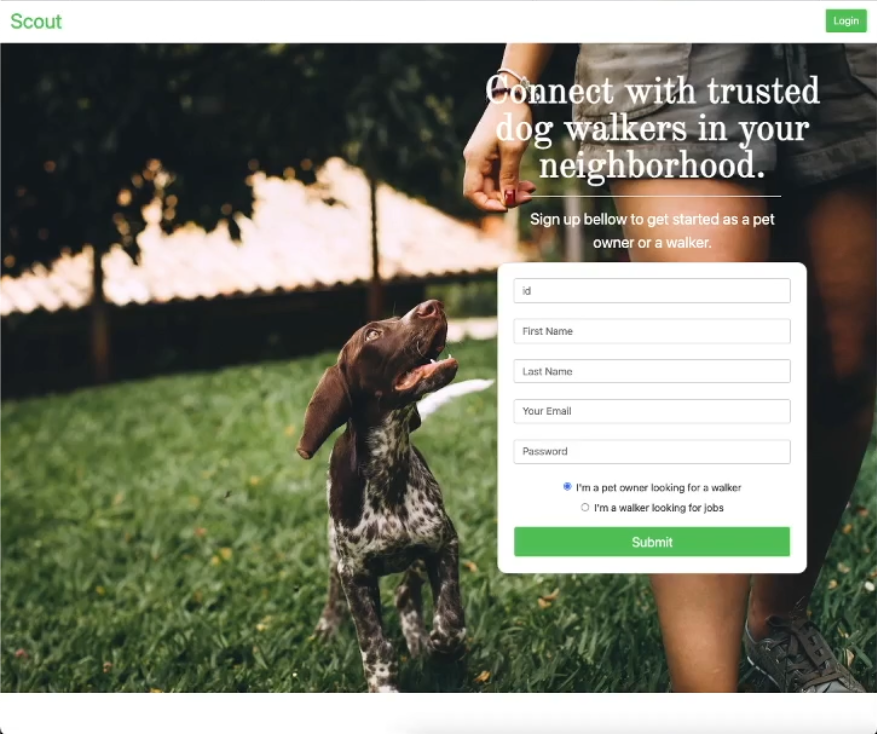 Scout
Login
Connect with trusted
dog walkers in your
neighborhood.
Sign up bellow to get started as a pet
owner or a walker.
id
First Name
Last Name
Your Email
Password
I'm a pet owner looking for a walker
I'm a walker looking for jobs
Submit